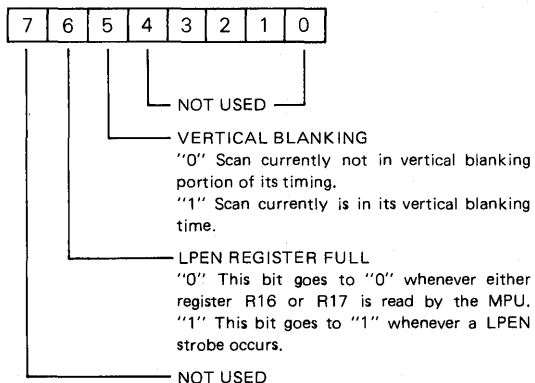 7 6 5 4 3 2 1 0
NOT USED
VERTICAL BLANKING
"0" Scan currently not in vertical blanking
portion of its timing.
"1" Scan currently is in its vertical blanking
time.
LPEN REGISTER FULL
"0" This bit goes to "0" whenever either
register R16 or R17 is read by the MPU.
"1" This bit goes to "1" whenever a LPEN
strobe occurs.
NOT USED